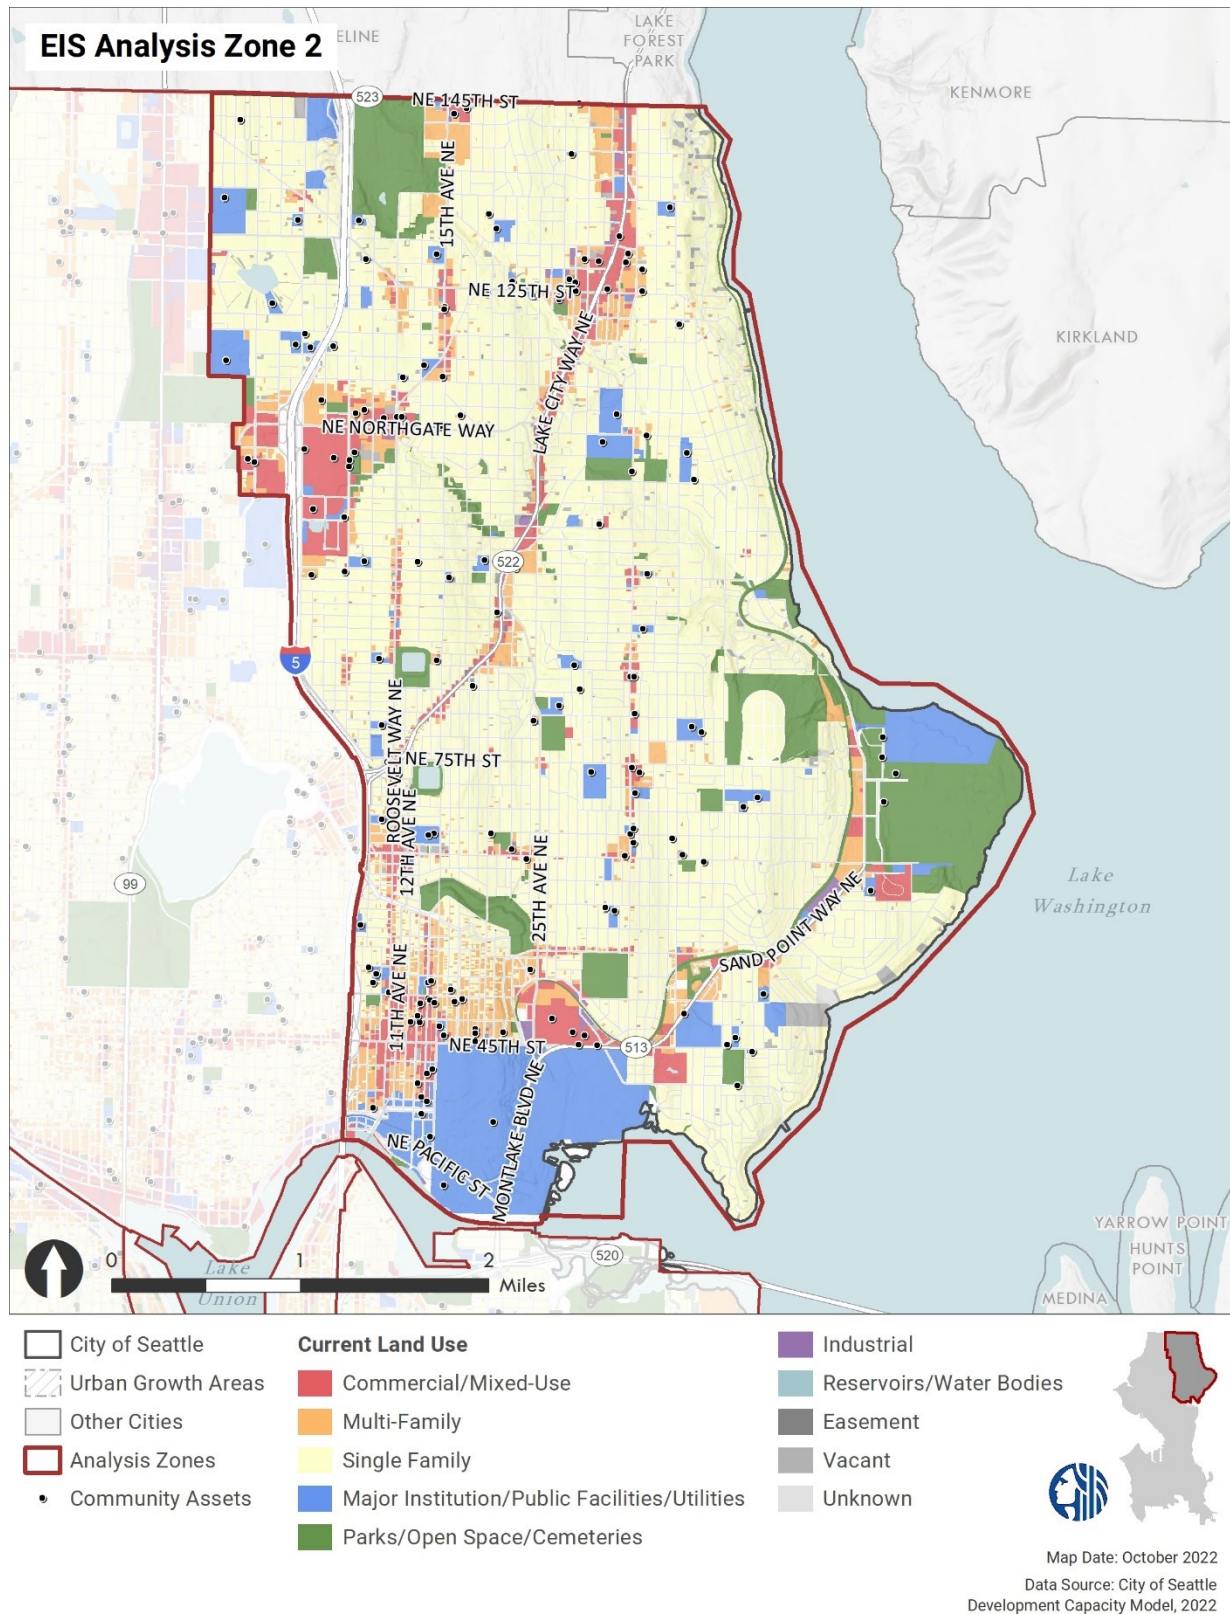 EIS Analysis Zone 2
ELINE
LAKE
FOREST
PARK
KENMORE
523
NE 145TH ST
15TH AVE NE
NE 125TH ST
KIRKLAND
LAKE CITY WAY NE
NE NORTHGATE WAY
522
5
ROOSEVELT WAY NE
NE 75TH ST
12TH AVE NE
99
25TH AVE NE
Lake
Washington
SAND POINT WAY NE
11TH AVE NE
NE 45TH ST
513
MONTLAKE BLVD NE
NE PACIFIC ST
520
YARROW POINT
HUNTS
POINT
MEDINA
Lake
Union
0
1
2
Miles
City of Seattle
Urban Growth Areas
Other Cities
Analysis Zones
Community Assets
Current Land Use
Commercial/Mixed-Use
Multi-Family
Single Family
Major Institution/Public Facilities/Utilities
Parks/Open Space/Cemeteries
Industrial
Reservoirs/Water Bodies
Easement
Vacant
Unknown
Map Date: October 2022
Data Source: City of Seattle
Development Capacity Model, 2022